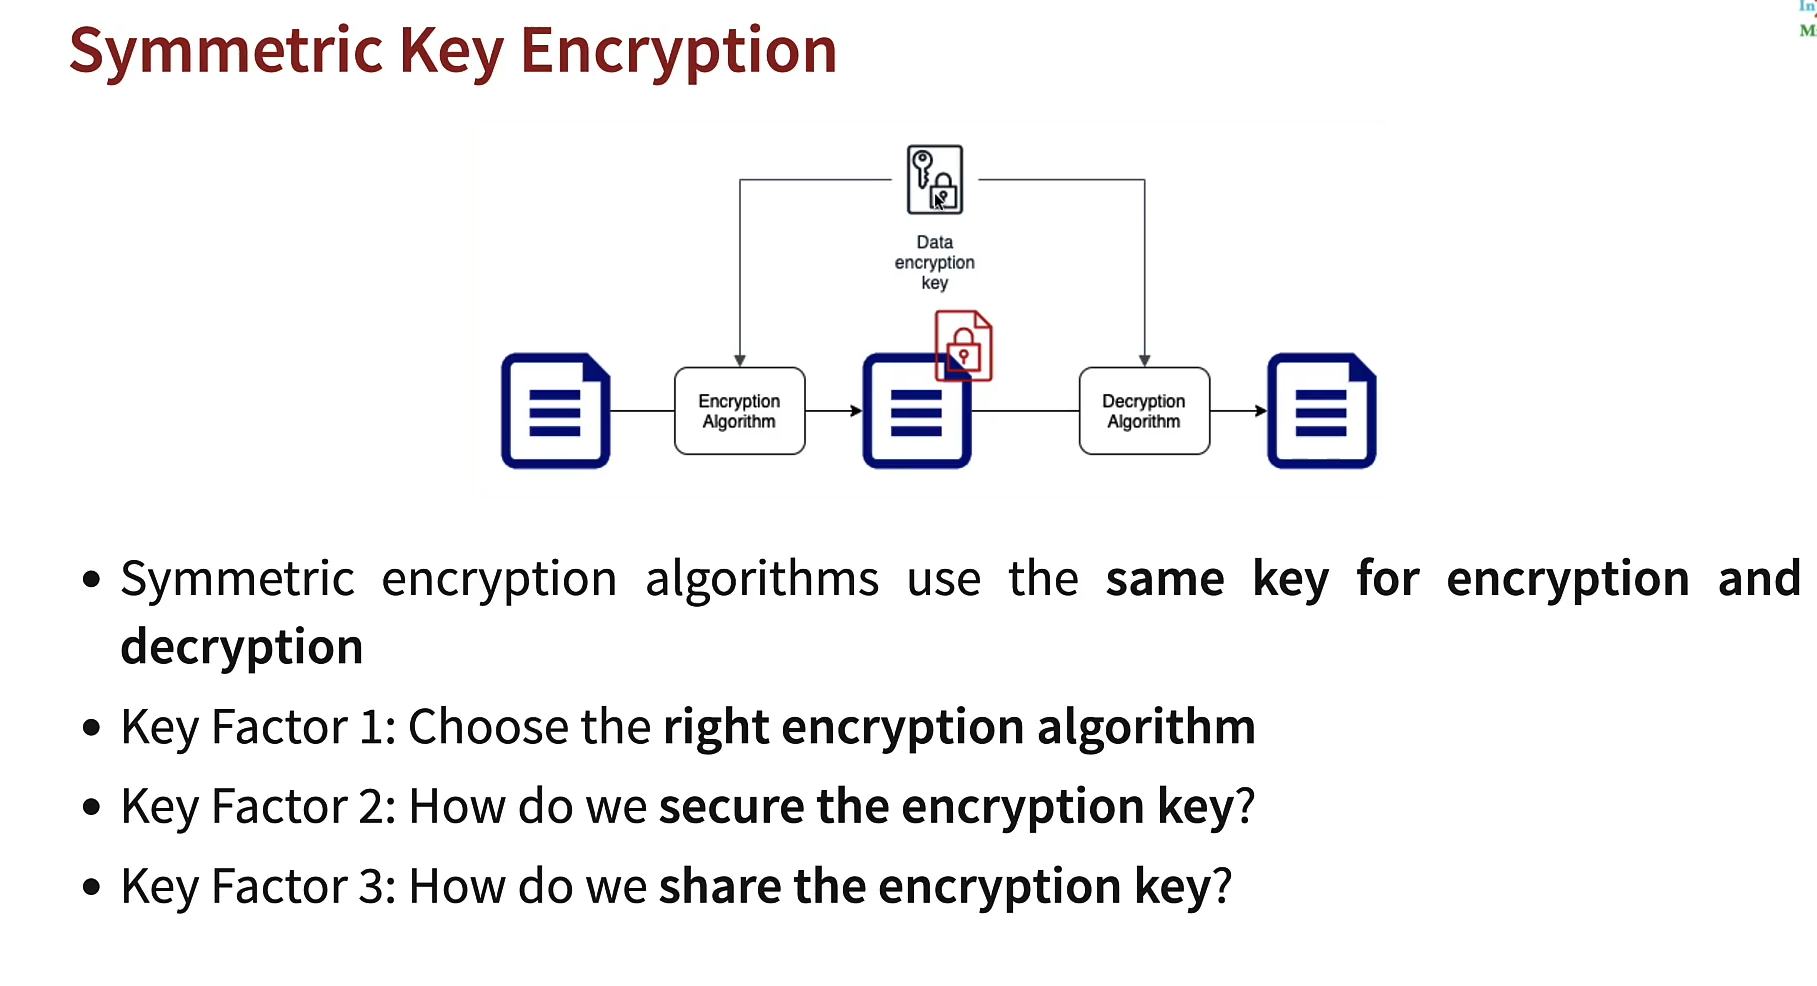 Symmetric Key Encryption
Data
encryption
key
Encryption
Algorithm
Decryption
Algorithm
• Symmetric encryption algorithms use the same key for encryption and
decryption
• Key Factor 1: Choose the right encryption algorithm
• Key Factor 2: How do we secure the encryption key?
• Key Factor 3: How do we share the encryption key?